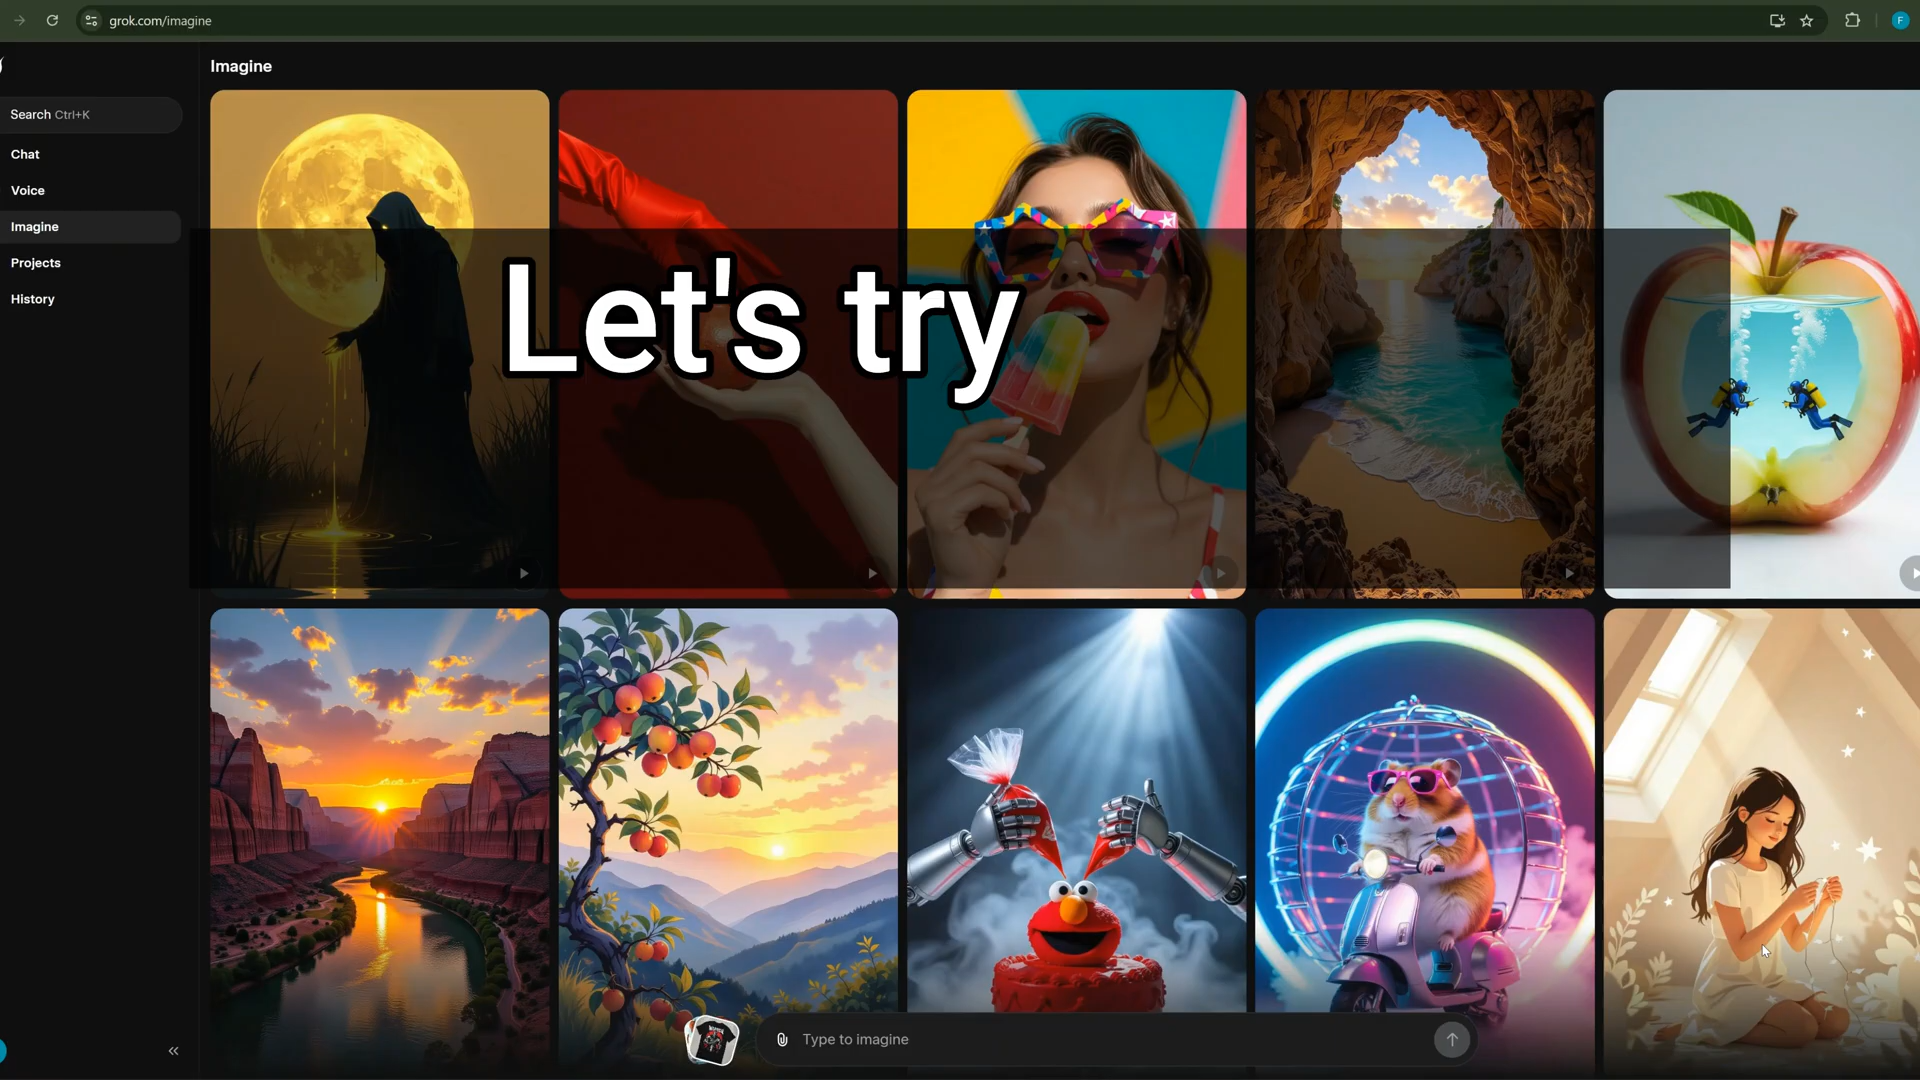 grok.com/imagine
F
Imagine
Search Ctrl+K
Chat
Voice
Imagine
Projects
History
Let's try
Type to imagine